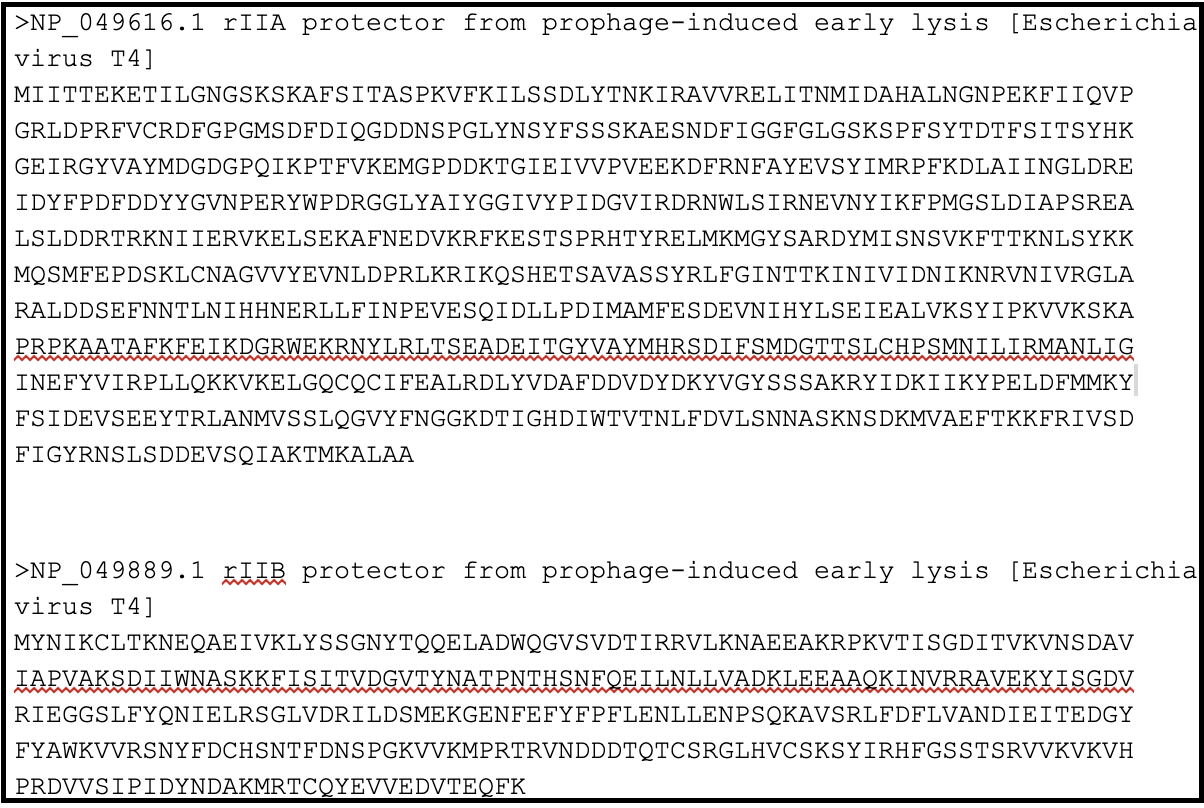 >NP_049616.1 rIIA protector from prophage-induced early lysis [Escherichia
virus T4]
MIITTEKETILGNGSKSKAFSITASPKVFKILSSDLYTNKIRAVVRELITNMIDAHALNGNPEKFIIQVP
GRLDPRFVCRDFGPGMSDFDIQGDDNSPGLYNSYFSSSKAESNDFIGGFGLGSKSPFSYTDTFSITSYHK
GEIRGYVAYMDGDGPQIKPTFVKEMGPDDKTGIEIVVPVEEKDFRNFAYEVSYIMRPFKDLAIINGLDRE
IDYFPDFDDYYGVNPERYWPDRGGLYAIYGGIVYPIDGVIRDRNWLSIRNEVNYIKFPMGSLDIAPSREA
LSLDDRTRKNIIERVKELSEKAFNEDVKRFKESTSPRHTYRELMKMGYSARDYMISNSVKFTTKNLSYKK
MQSMFEPDSKLCNAGVVYEVNLDPRLKRIKQSHETSAVASSYRLFGINTTKINIVIDNIKNRVNIVRGLA
RALDDSEFNNTLNIHHNERLLFINPEVESQIDLLPDIMAMFESDEVNIHYLSEIEALVKSYIPKVVKSKA
PRPKAATAFKFEIKDGRWEKRNYLRLTSEADEITGYVAYMHRSDIFSMDGTTSLCHPSMNILIRMANLIG
INEFYVIRPLLQKKVKELGQCQCIFEALRDLYVDAFDDVDYDKYVGYSSSAKRYIDKIIKYPELDFMMKY
FSIDEVSEEYTRLANMVSSLQGVYFNGGKDTIGHDIWTVTNLFDVLSNNASKNSDKMVAEFTKKFRIVSD
FIGYRNSLSDDEVSQIAKTMKALAA
>NP_049889.1 rIIB protector from prophage-induced early lysis [Escherichia
virus T4]
MYNIKCLTKNEQAEIVKLYSSGNYTQQELADWQGVSVDTIRRVLKNAEEAKRPKVTISGDITVKVNSDAV
IAPVAKSDIIWNASKKFISITVDGVTYNATPNTHSNFQEILNLLVADKLEEAAQKINVRRAVEKYISGDV
RIEGGSLFYQNIELRSGLVDRILDSMEKGENFEFYFPFLENLLENPSQKAVSRLFDFLVANDIEITEDGY
FYAWKVVRSNYFDCHSNTFDNSPGKVVKMPRTRVNDDDTQTCSRGLHVCSKSYIRHFGSSTSRVVKVKVH
PRDVVSIPIDYNDAKMRTCQYEVVEDVTEQFK